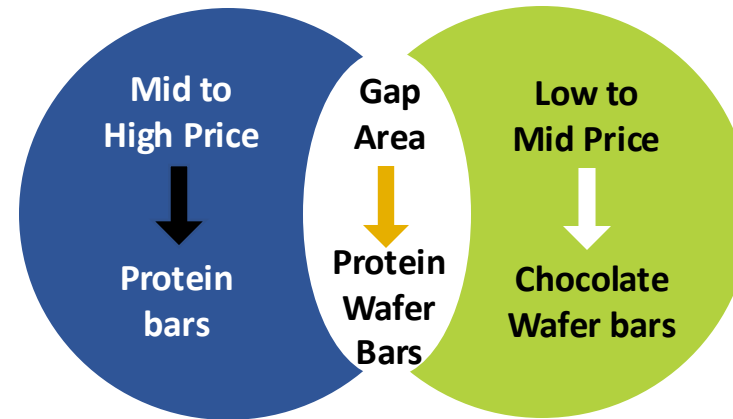 Mid to
High Price
Protein
bars
Gap
Area
Protein
Wafer
Bars
Low to
Mid Price
Chocolate
Wafer bars